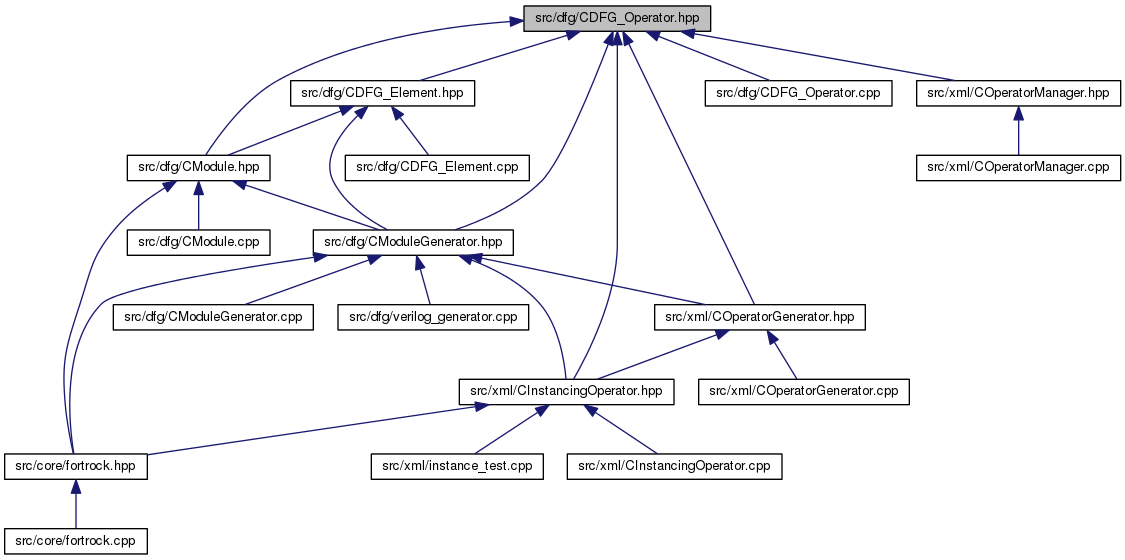 src/dfg/CDFG_Operator.hpp
src/dfg/CDFG_Element.hpp
src/dfg/CDFG_Operator.cpp
src/xml/COperatorManager.hpp
src/dfg/CModule.hpp
src/dfg/CDFG_Element.cpp
src/xml/COperatorManager.cpp
src/dfg/CModule.cpp
src/dfg/CModuleGenerator.hpp
src/dfg/CModuleGenerator.cpp
src/dfg/verilog_generator.cpp
src/xml/COperatorGenerator.hpp
src/xml/CInstancingOperator.hpp
src/xml/COperatorGenerator.cpp
src/core/fortrock.hpp
src/xml/instance_test.cpp
src/xml/CInstancingOperator.cpp
src/core/fortrock.cpp